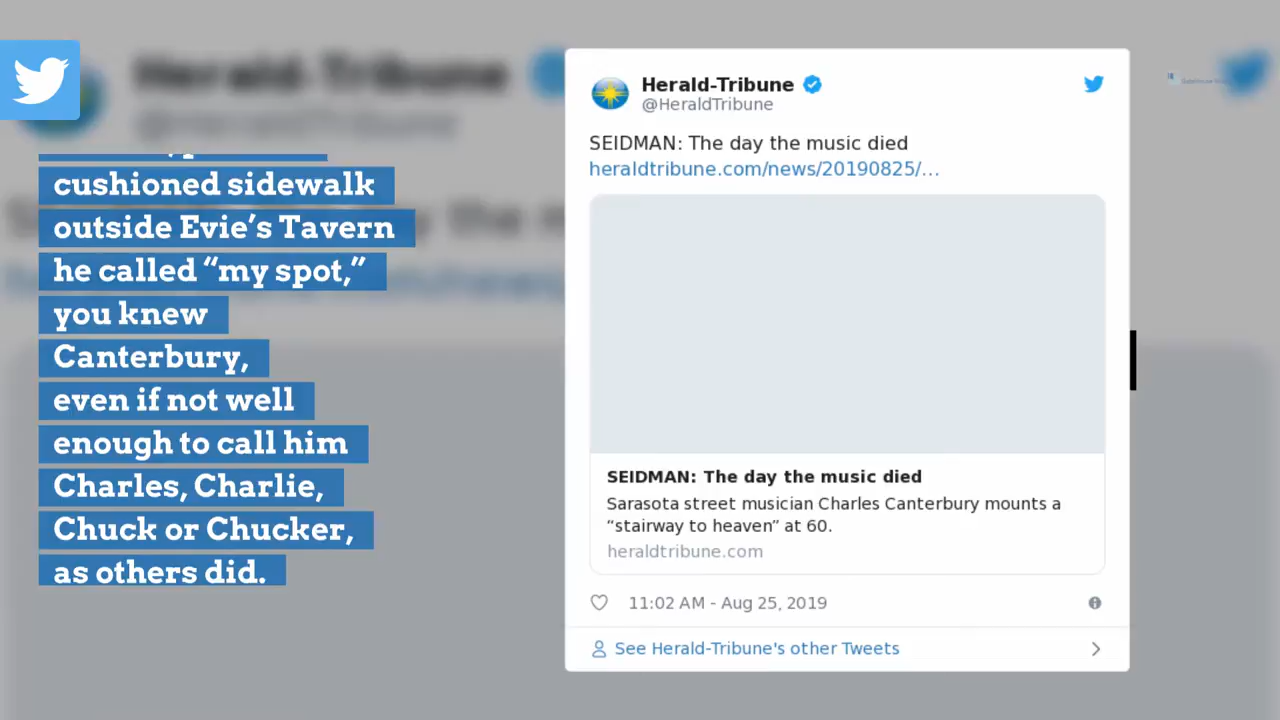 cushioned sidewalk
outside Evie’s Tavern
he called “my spot,”
you knew
Canterbury,
even if not well
enough to call him
Charles, Charlie,
Chuck or Chucker,
as others did.
Herald-Tribune
@HeraldTribune
SEIDMAN: The day the music died
heraldtribune.com/news/20190825/…
SEIDMAN: The day the music died
Sarasota street musician Charles Canterbury mounts a
“stairway to heaven” at 60.
heraldtribune.com
11:02 AM - Aug 25, 2019
See Herald-Tribune's other Tweets
Herald-Tribune
@HeraldTribune